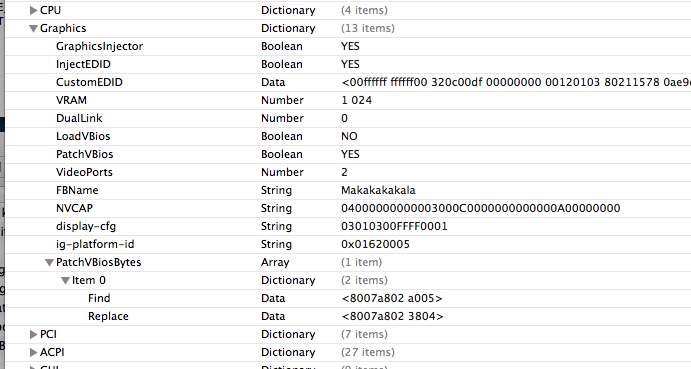 CPU Dictionary (4 items)
Graphics Dictionary (13 items)
GraphicsInjector Boolean YES
InjectEDID Boolean YES
CustomEDID Data <00ffffff ffffff00 320c00df 00000000 00120103 80211578 0ae9
VRAM Number 1 024
DualLink Number 0
LoadVBios Boolean NO
PatchVBios Boolean YES
VideoPorts Number 2
FBName String Makakakakala
NVCAP String 04000000000003000C0000000000000A00000000
display-cfg String 03010300FFFF0001
ig-platform-id String 0x01620005
PatchVBiosBytes Array (1 item)
Item 0 Dictionary (2 items)
Find Data <8007a802 a005>
Replace Data <8007a802 3804>
PCI Dictionary (7 items)
ACPI Dictionary (27 items)